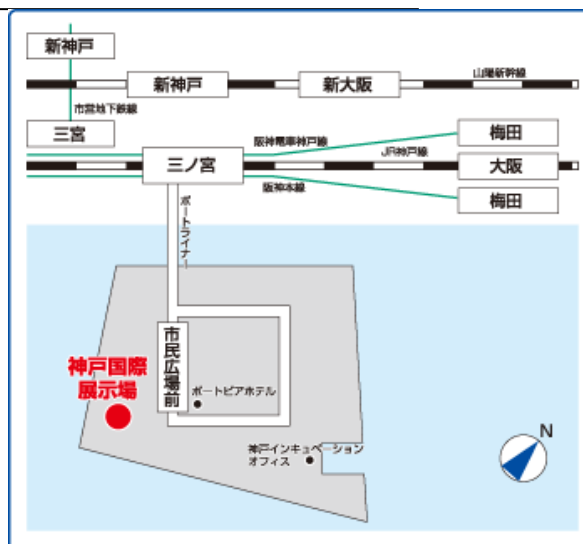 新神戸
新神戸
新大阪
山陽新幹線
市営地下鉄線
三宮
三ノ宮
阪神電車神戸線
JR神戸線
阪神本線
梅田
大阪
梅田
ポートライナー
市民広場前
神戸国際
展示場
ポートピアホテル
神戸インキュベーション
オフィス
N